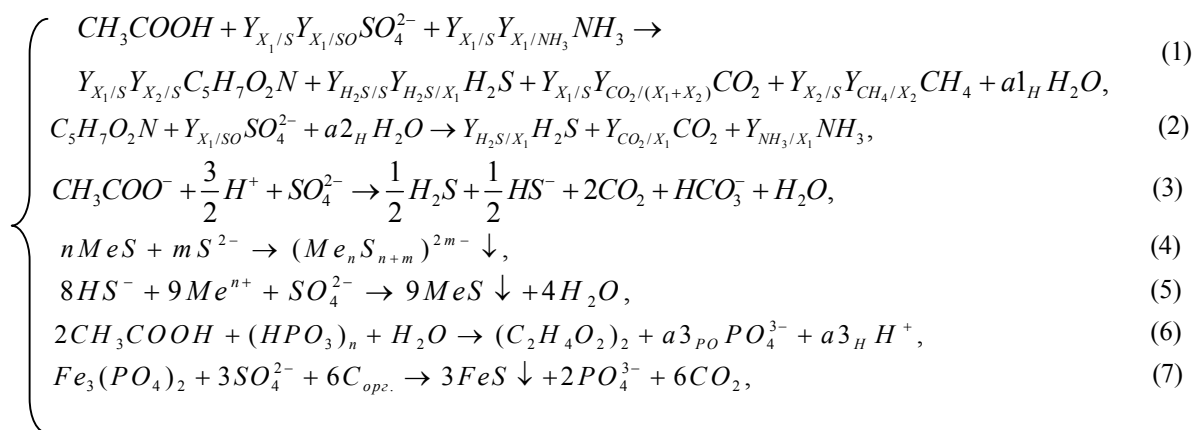 CH₃COOH + Y_{X₁/S}Y_{X₁/SO}SO₄²⁻ + Y_{X₁/S}Y_{X₁/NH₃}NH₃ →
(1)
Y_{X₁/S}Y_{X₂/S}C₅H₇O₂N + Y_{H₂S/S}Y_{H₂S/X₁}H₂S + Y_{X₁/S}Y_{CO₂/(X₁+X₂)}CO₂ + Y_{X₂/S}Y_{CH₄/X₂}CH₄ + a1_H H₂O,
C₅H₇O₂N + Y_{X₁/SO}SO₄²⁻ + a2_H H₂O → Y_{H₂S/X₁}H₂S + Y_{CO₂/X₁}CO₂ + Y_{NH₃/X₁}NH₃, (2)
CH₃COO⁻ + 3/2 H⁺ + SO₄²⁻ → 1/2 H₂S + 1/2 HS⁻ + 2CO₂ + HCO₃⁻ + H₂O, (3)
nMeS + mS²⁻ → (Me_nS_{n+m})^{2m-} ↓, (4)
8HS⁻ + 9Meⁿ⁺ + SO₄²⁻ → 9MeS ↓ +4H₂O, (5)
2CH₃COOH + (HPO₃)_n + H₂O → (C₂H₄O₂)₂ + a3_{PO} PO₄³⁻ + a3_H H⁺, (6)
Fe₃(PO₄)₂ + 3SO₄²⁻ + 6C_{орг.} → 3FeS ↓ +2PO₄³⁻ + 6CO₂, (7)